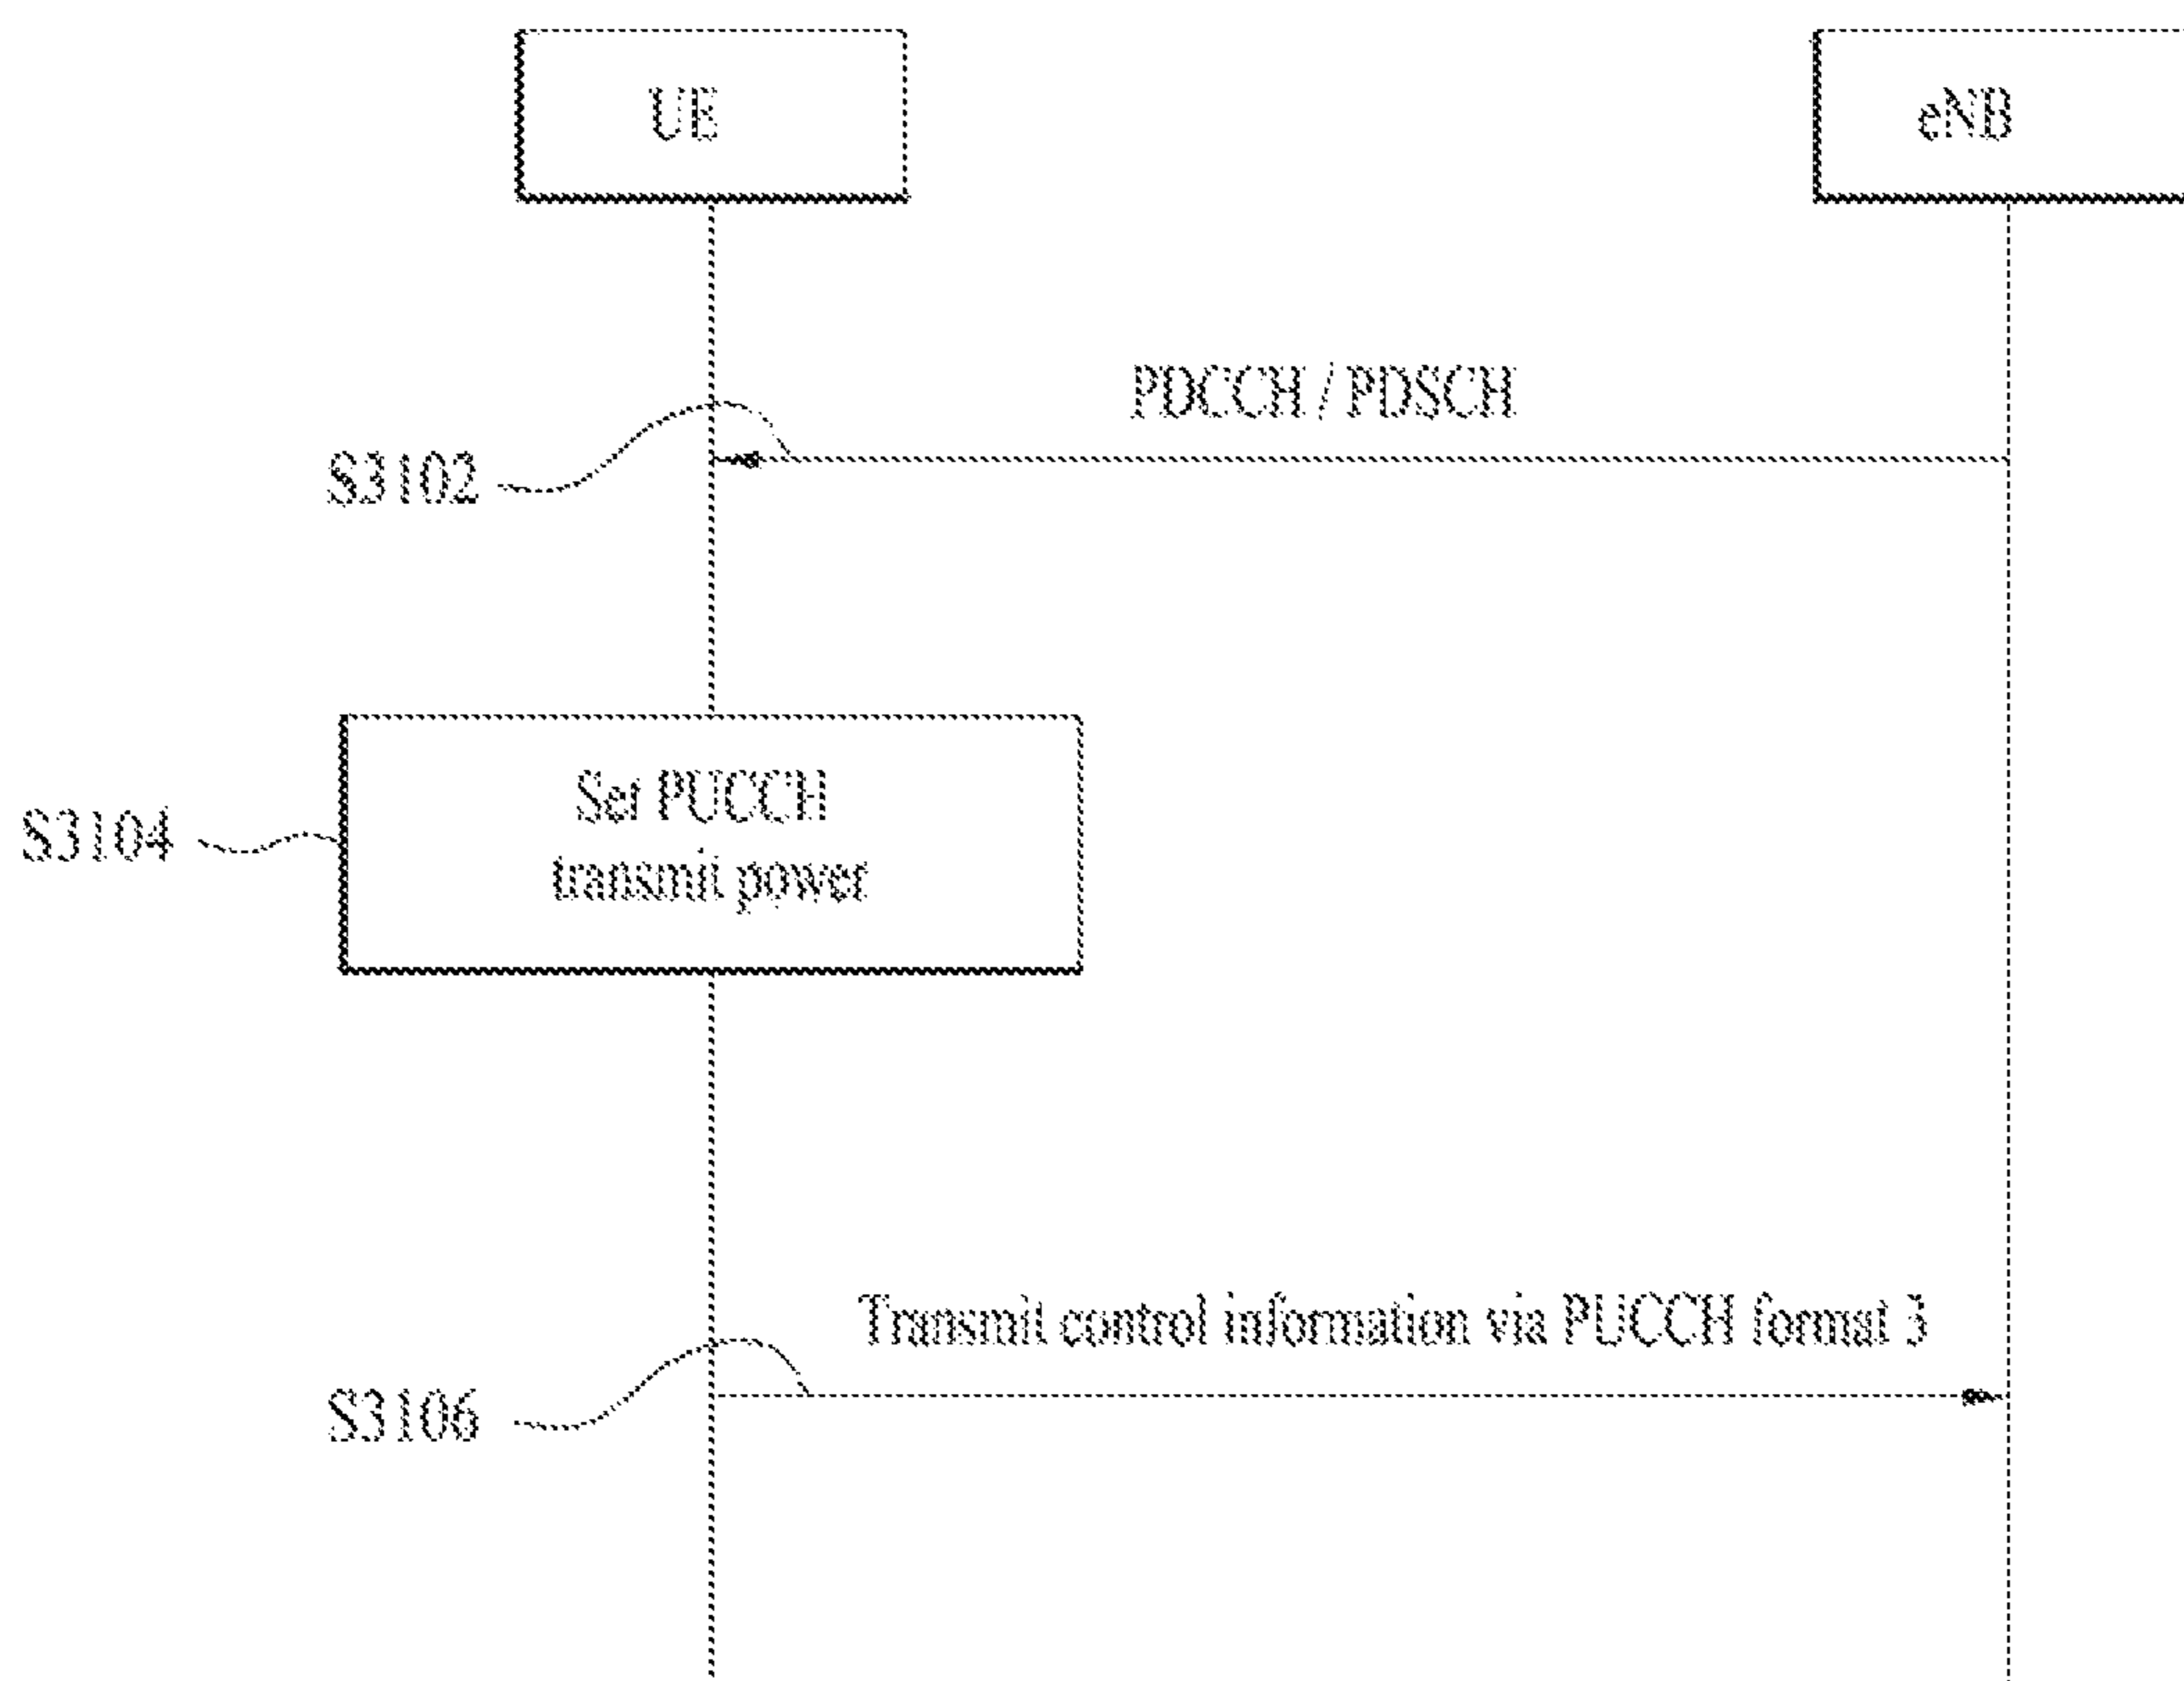 UE
eNB
PDCCH / PDSCH
S3102
Set PUCCH
transmit power
S3104
Transmit control information via PUCCH format 3
S3106